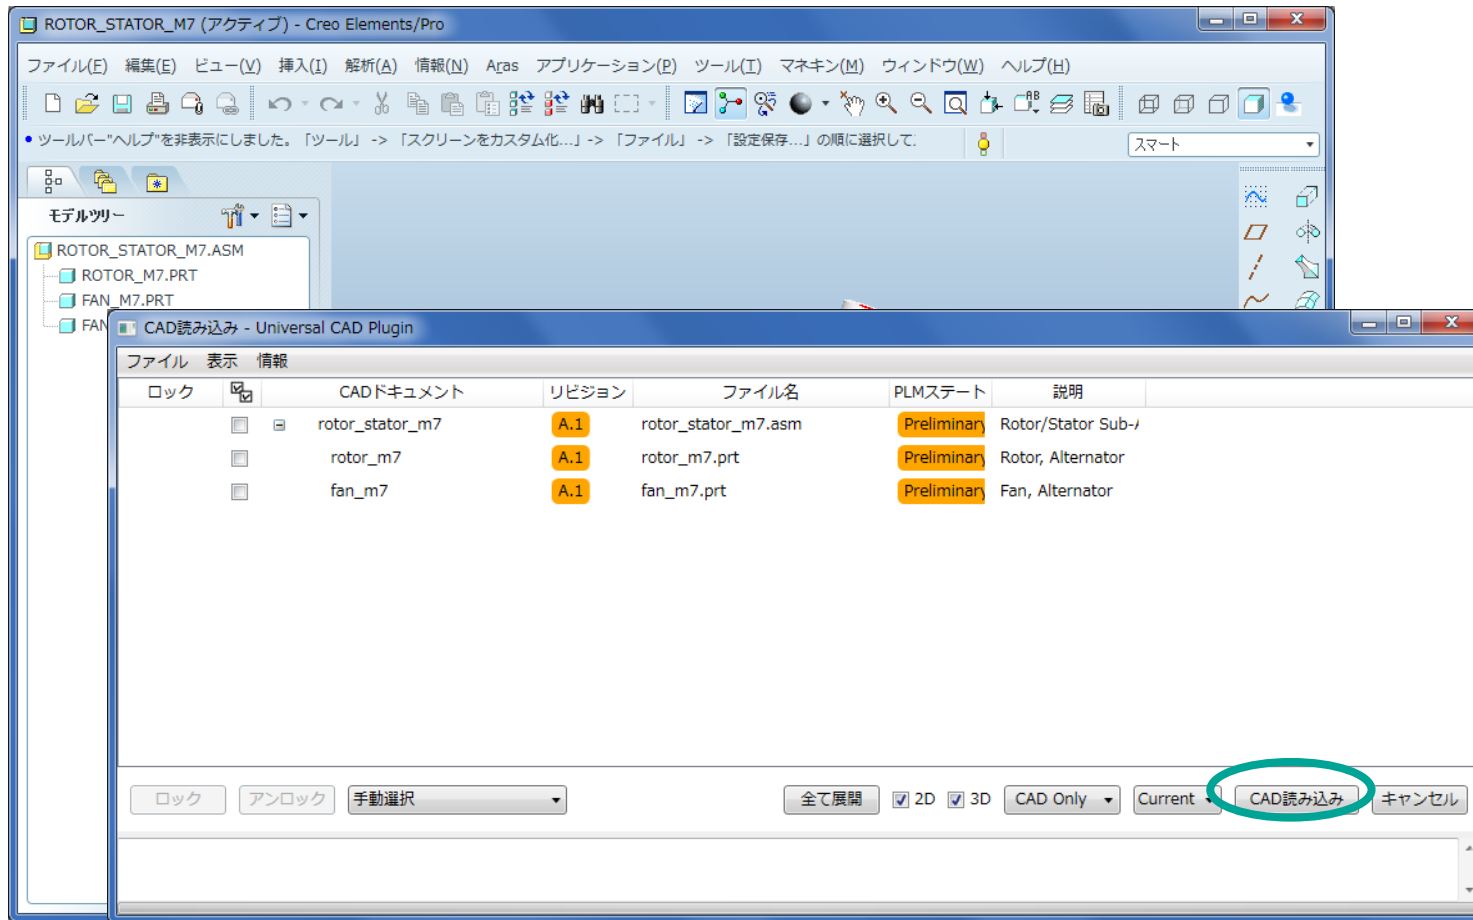 ROTOR_STATOR_M7 (アクティブ) - Creo Elements/Pro
ファイル(F) 編集(E) ビュー(V) 挿入(I) 解析(A) 情報(N) Aras アプリケーション(P) ツール(T) マネキン(M) ウィンドウ(W) ヘルプ(H)
• ツールバー"ヘルプ"を非表示にしました。「ツール」 -> 「スクリーンをカスタム化...」-> 「ファイル」 -> 「設定保存...」の順に選択して
スマート
モデルツリー
ROTOR_STATOR_M7.ASM
ROTOR_M7.PRT
FAN_M7.PRT
FAN
CAD読み込み - Universal CAD Plugin
ファイル 表示 情報
ロック CADドキュメント リビジョン ファイル名 PLMステート 説明
rotor_stator_m7 A.1 rotor_stator_m7.asm Preliminary Rotor/Stator Sub-
rotor_m7 A.1 rotor_m7.prt Preliminary Rotor, Alternator
fan_m7 A.1 fan_m7.prt Preliminary Fan, Alternator
ロック アンロック 手動選択 全て展開 2D 3D CAD Only Current CAD読み込み キャンセル